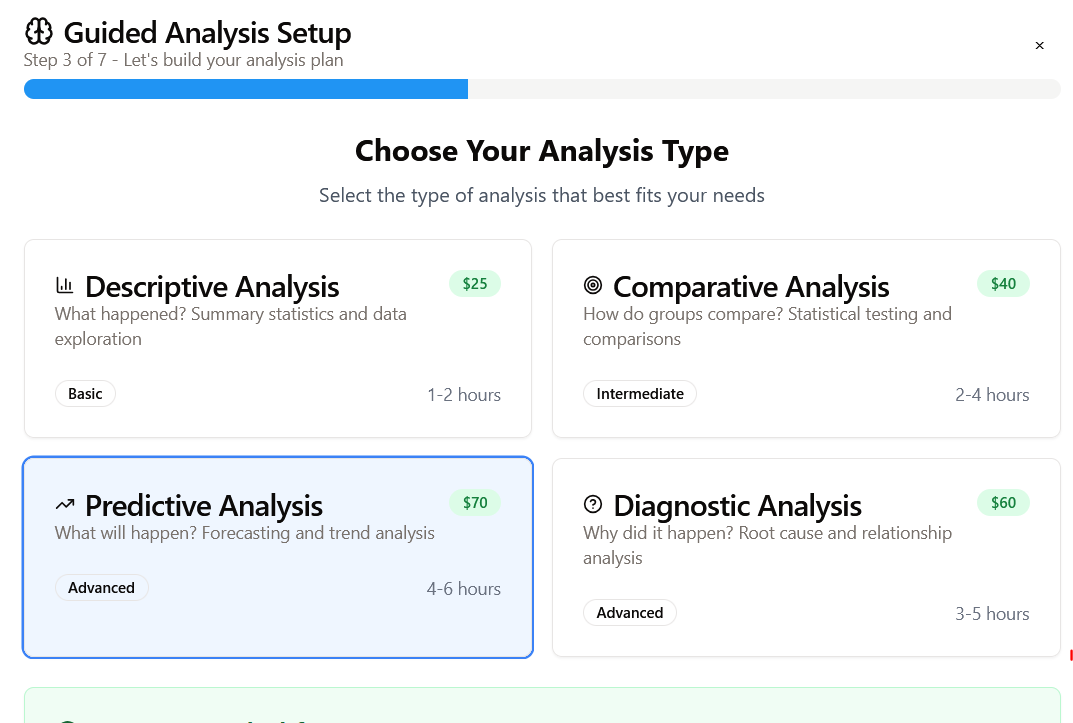 Guided Analysis Setup
×
Step 3 of 7 - Let's build your analysis plan
Choose Your Analysis Type
Select the type of analysis that best fits your needs
Descriptive Analysis
$25
What happened? Summary statistics and data
exploration
Basic
1-2 hours
Comparative Analysis
$40
How do groups compare? Statistical testing and
comparisons
Intermediate
2-4 hours
Predictive Analysis
$70
What will happen? Forecasting and trend analysis
Advanced
4-6 hours
Diagnostic Analysis
$60
Why did it happen? Root cause and relationship
analysis
Advanced
3-5 hours